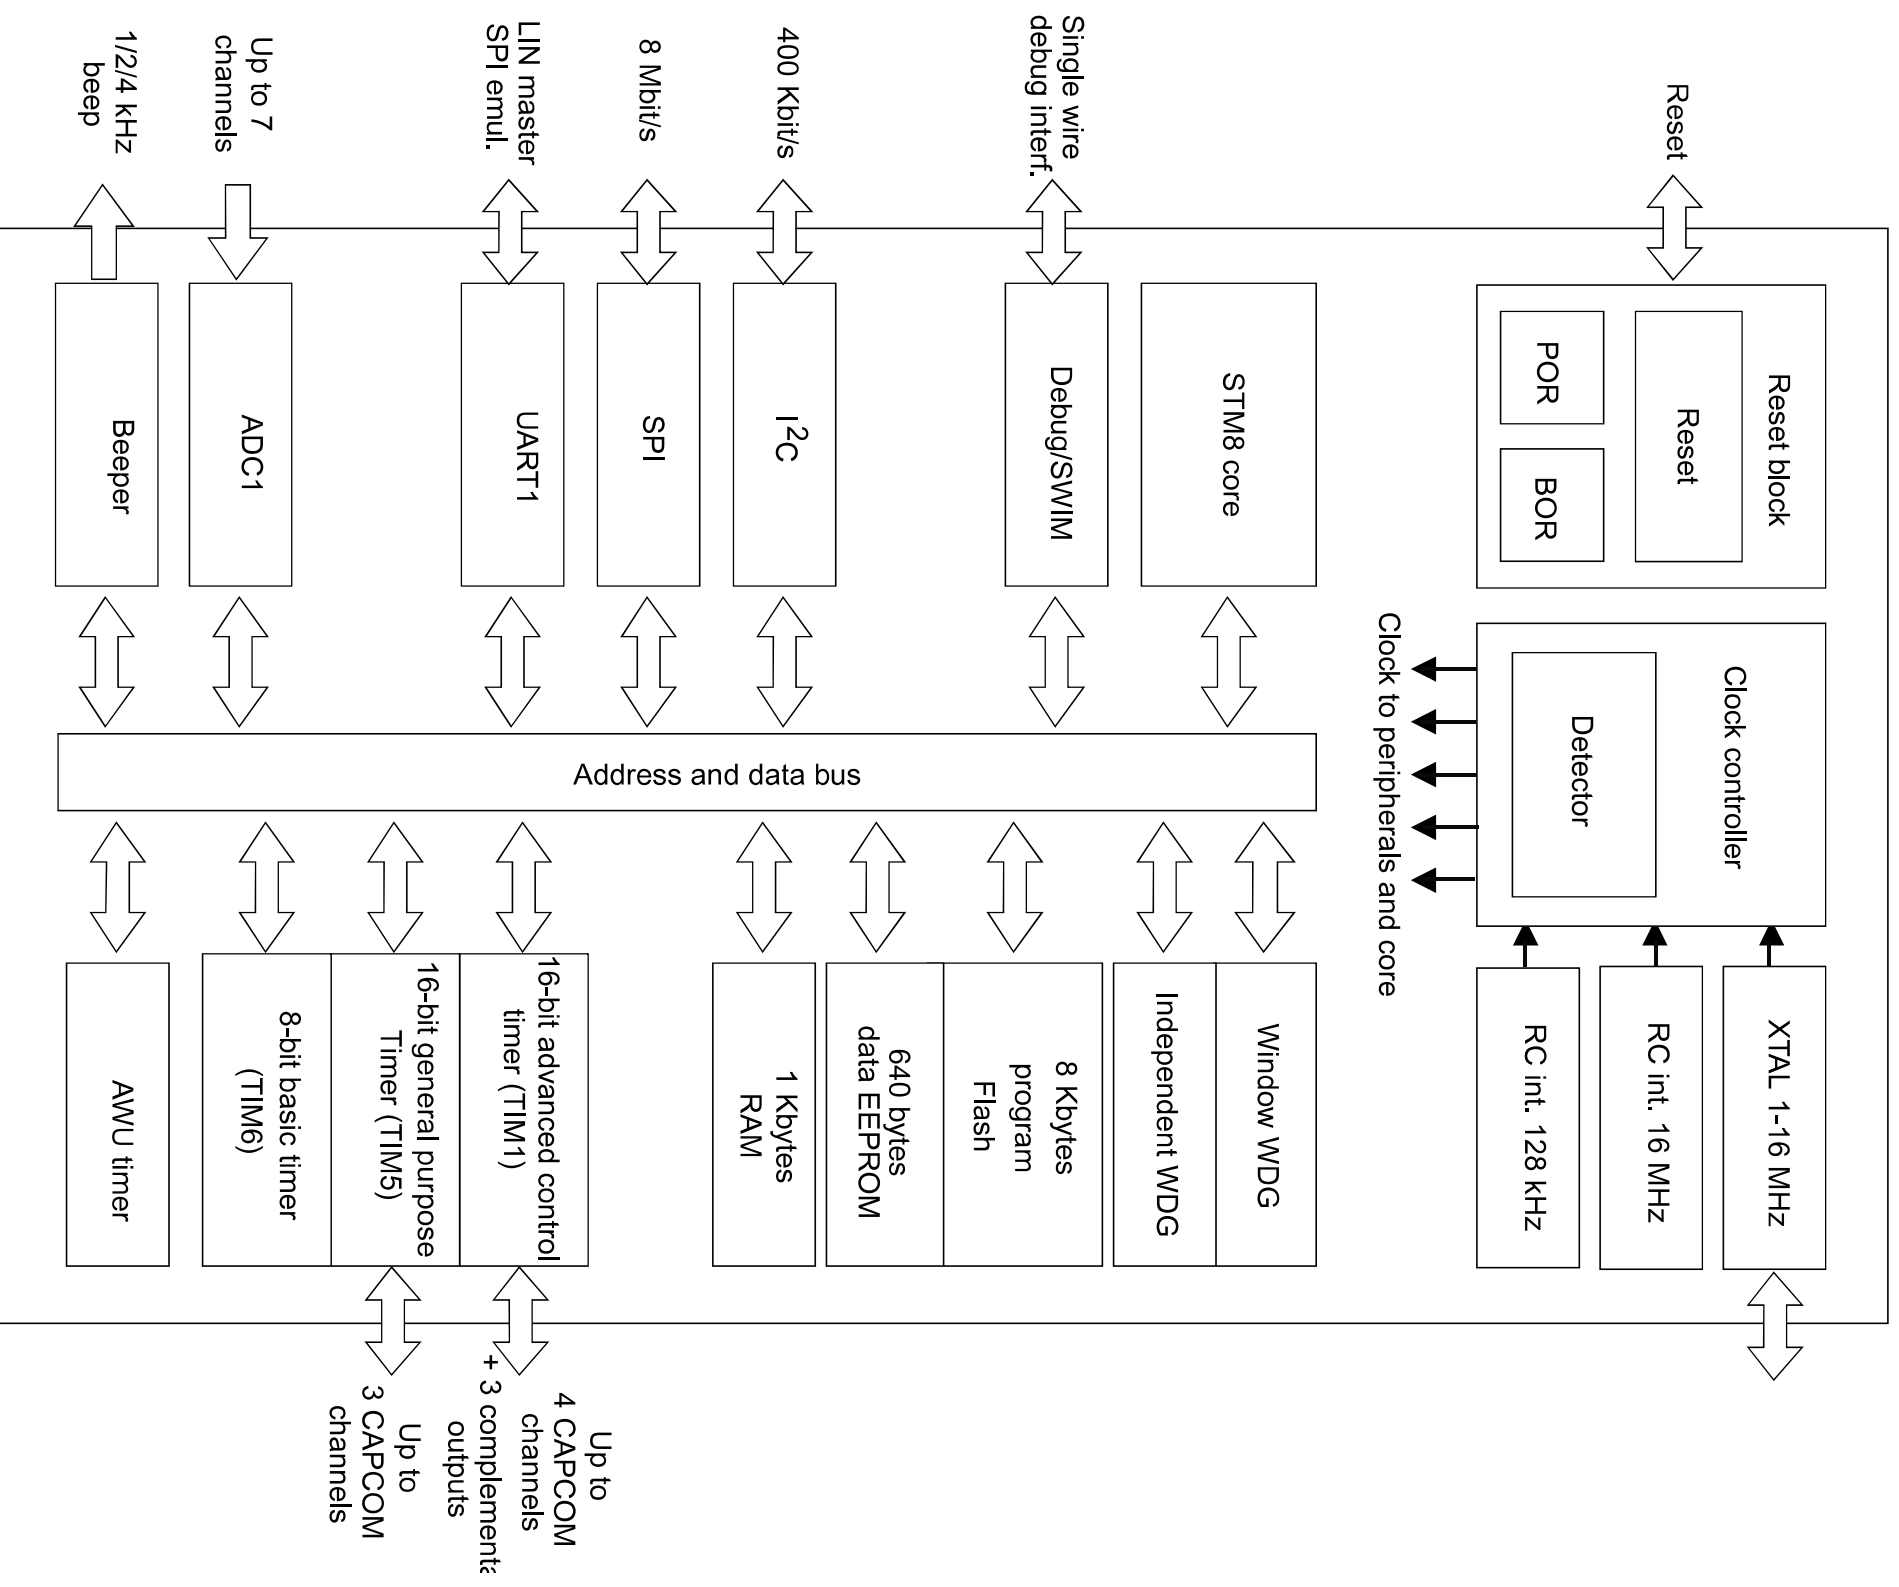 Reset
Reset block
Reset
POR
BOR
Clock controller
Detector
Clock to peripherals and core
XTAL 1-16 MHz
RC int. 16 MHz
RC int. 128 kHz
STM8 core
Single wire
debug interf.
Debug/SWIM
400 Kbit/s
I2C
8 Mbit/s
SPI
LIN master
SPI emul.
UART1
Up to 7
channels
ADC1
1/2/4 kHz
beep
Beeper
Address and data bus
Window WDG
Independent WDG
8 Kbytes
program
Flash
640 bytes
data EEPROM
1 Kbytes
RAM
16-bit advanced control
timer (TIM1)
Up to
4 CAPCOM
channels
+ 3 complementa
outputs
16-bit general purpose
Timer (TIM5)
Up to
3 CAPCOM
channels
8-bit basic timer
(TIM6)
AWU timer